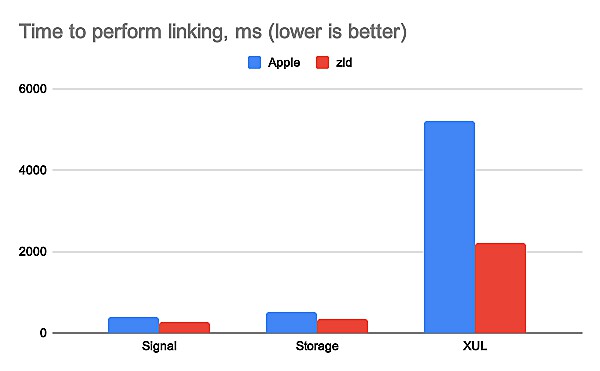 Time to perform linking, ms (lower is better)
Apple zld
6000
4000
2000
0
Signal Storage XUL